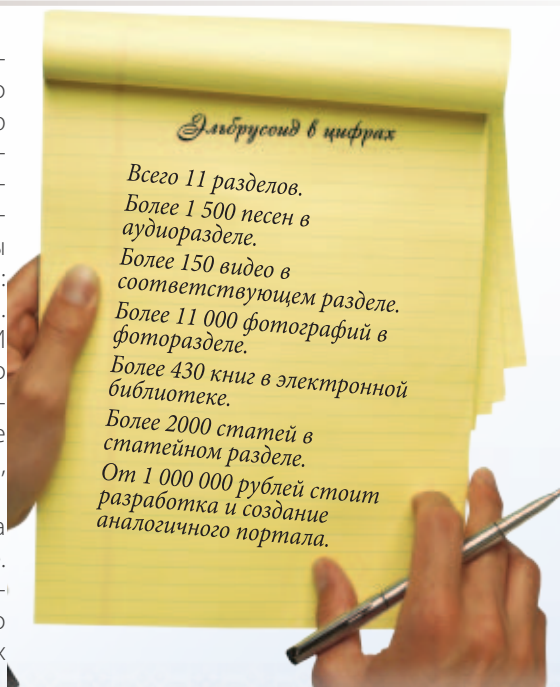 Эльбрусоид в цифрах
Всего 11 разделов.
Более 1 500 песен в
аудиоразделе.
Более 150 видео в
соответствующем разделе.
Более 11 000 фотографий в
фоторазделе.
Более 430 книг в электронной
библиотеке.
Более 2000 статей в
статейном разделе.
От 1 000 000 рублей стоит
разработка и создание
аналогичного портала.